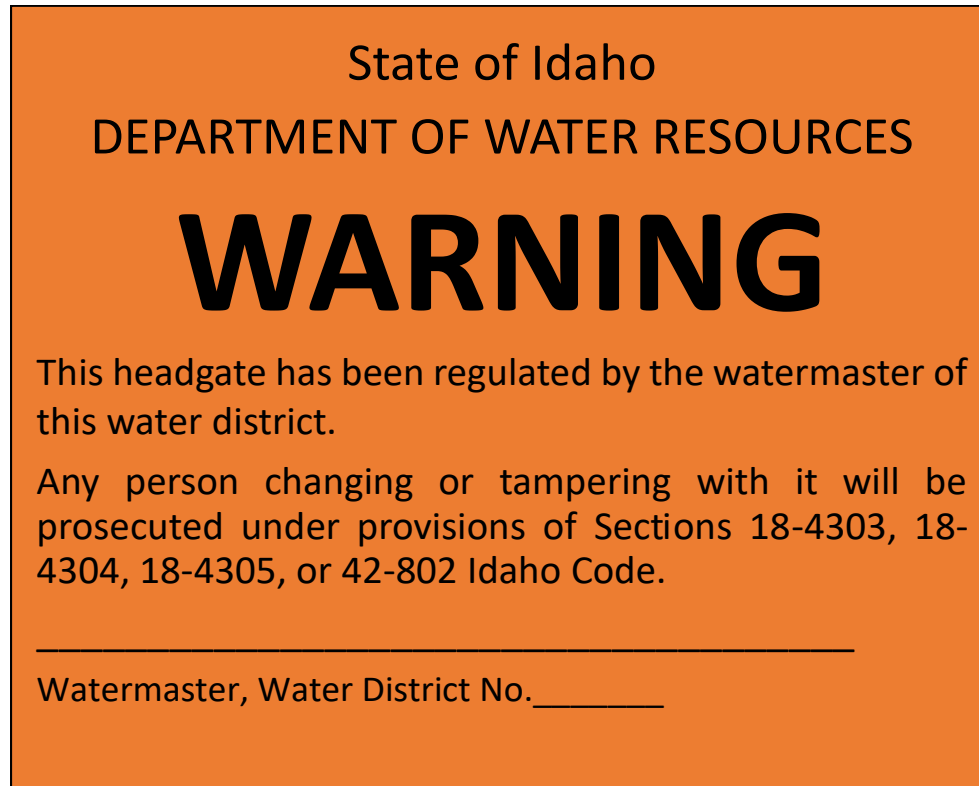 State of Idaho
DEPARTMENT OF WATER RESOURCES
WARNING
This headgate has been regulated by the watermaster of
this water district.
Any person changing or tampering with it will be
prosecuted under provisions of Sections 18-4303, 18-
4304, 18-4305, or 42-802 Idaho Code.
_______________________________________
Watermaster, Water District No._______